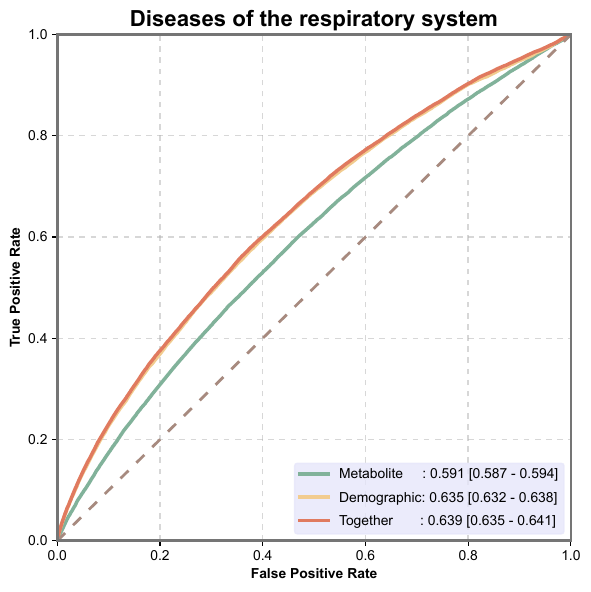 Diseases of the respiratory system
True Positive Rate
1.0
0.8
0.6
0.4
0.2
0.0
Metabolite : 0.591 [0.587 - 0.594]
Demographic: 0.635 [0.632 - 0.638]
Together : 0.639 [0.635 - 0.641]
0.0 0.2 0.4 0.6 0.8 1.0
False Positive Rate